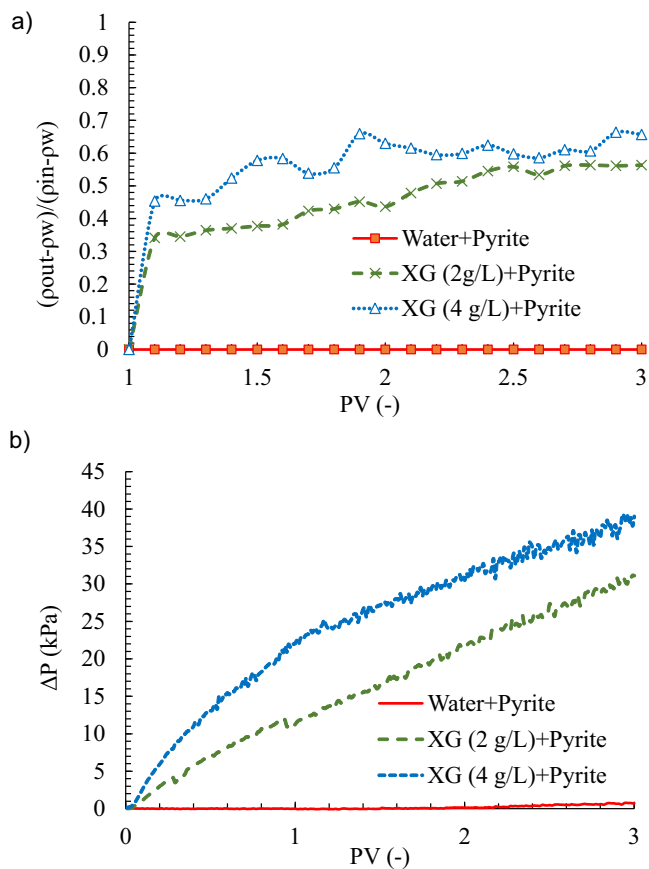 a)
1
0.9
0.8
0.7
0.6
0.5
0.4
0.3
0.2
0.1
0
(ρout-ρw)/(ρin-ρw)
Water+Pyrite
XG (2g/L)+Pyrite
XG (4 g/L)+Pyrite
1 1.5 2 2.5 3
PV (-)
b)
45
40
35
30
25
20
15
10
5
0
ΔP (kPa)
Water+Pyrite
XG (2 g/L)+Pyrite
XG (4 g/L)+Pyrite
0 1 2 3
PV (-)